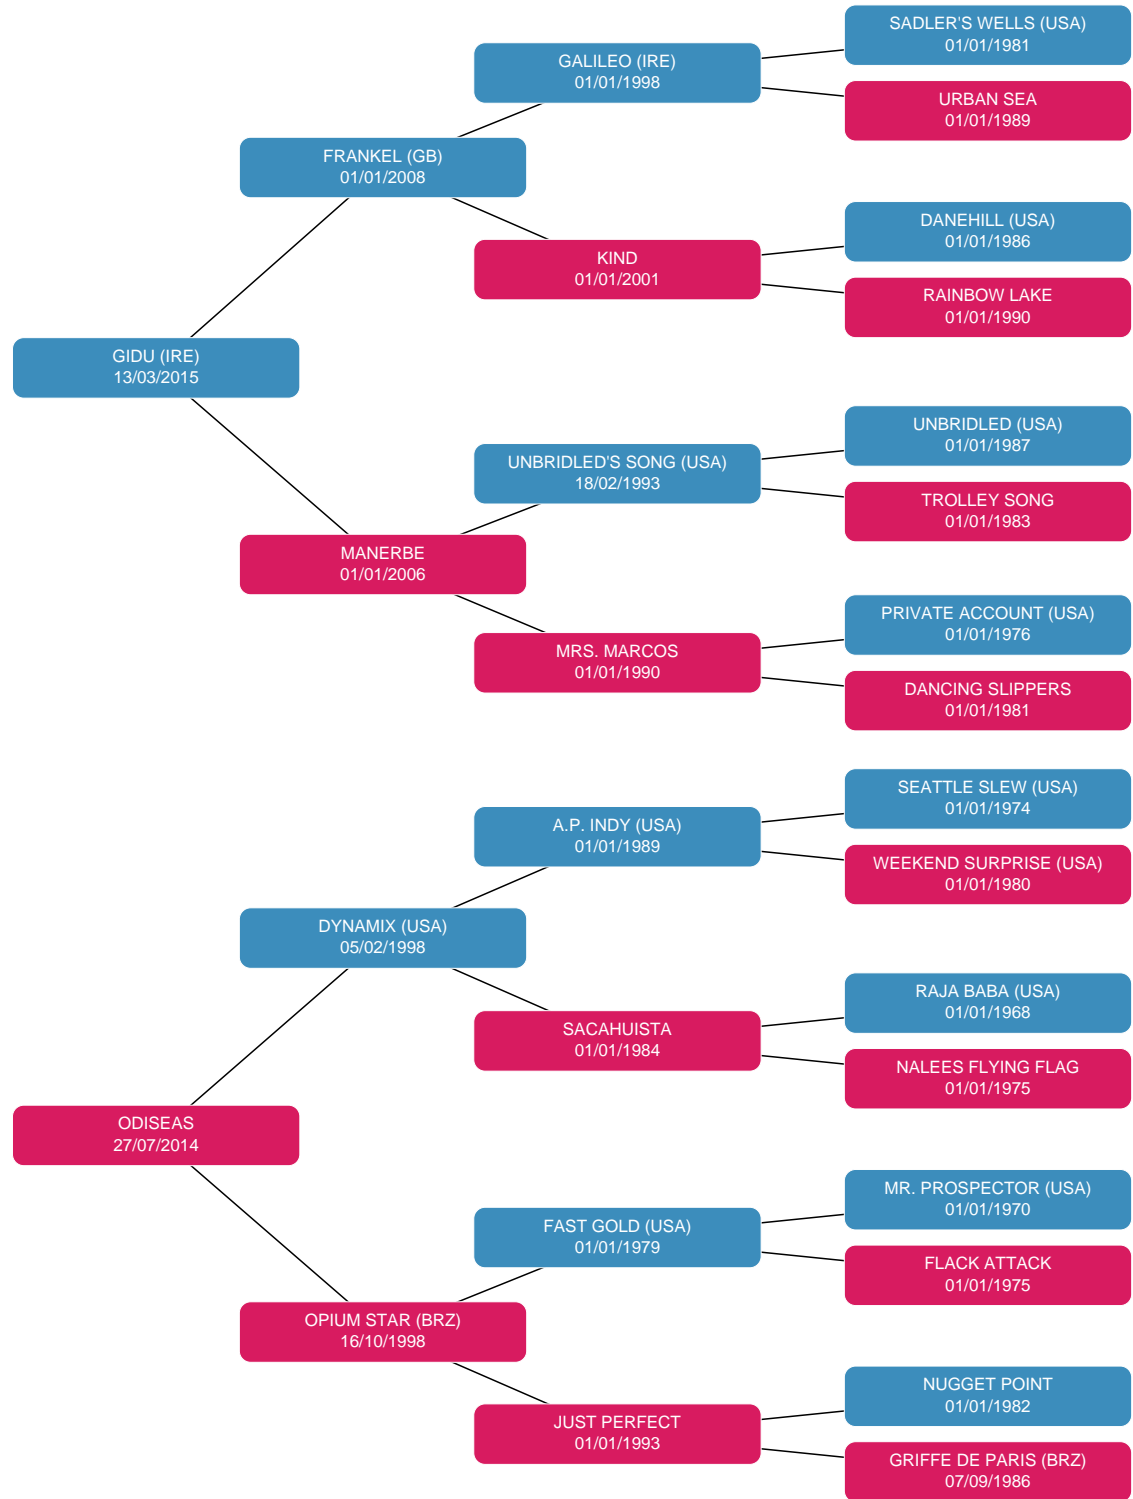 SADLER'S WELLS (USA)
01/01/1981
GALILEO (IRE)
01/01/1998
URBAN SEA
01/01/1989
FRANKEL (GB)
01/01/2008
DANEHILL (USA)
01/01/1986
KIND
01/01/2001
RAINBOW LAKE
01/01/1990
GIDU (IRE)
13/03/2015
UNBRIDLED (USA)
01/01/1987
UNBRIDLED'S SONG (USA)
18/02/1993
TROLLEY SONG
01/01/1983
MANERBE
01/01/2006
PRIVATE ACCOUNT (USA)
01/01/1976
MRS. MARCOS
01/01/1990
DANCING SLIPPERS
01/01/1981
SEATTLE SLEW (USA)
01/01/1974
A.P. INDY (USA)
01/01/1989
WEEKEND SURPRISE (USA)
01/01/1980
DYNAMIX (USA)
05/02/1998
RAJA BABA (USA)
01/01/1968
SACAHUISTA
01/01/1984
NALEES FLYING FLAG
01/01/1975
ODISEAS
27/07/2014
MR. PROSPECTOR (USA)
01/01/1970
FAST GOLD (USA)
01/01/1979
FLACK ATTACK
01/01/1975
OPIUM STAR (BRZ)
16/10/1998
NUGGET POINT
01/01/1982
JUST PERFECT
01/01/1993
GRIFFE DE PARIS (BRZ)
07/09/1986